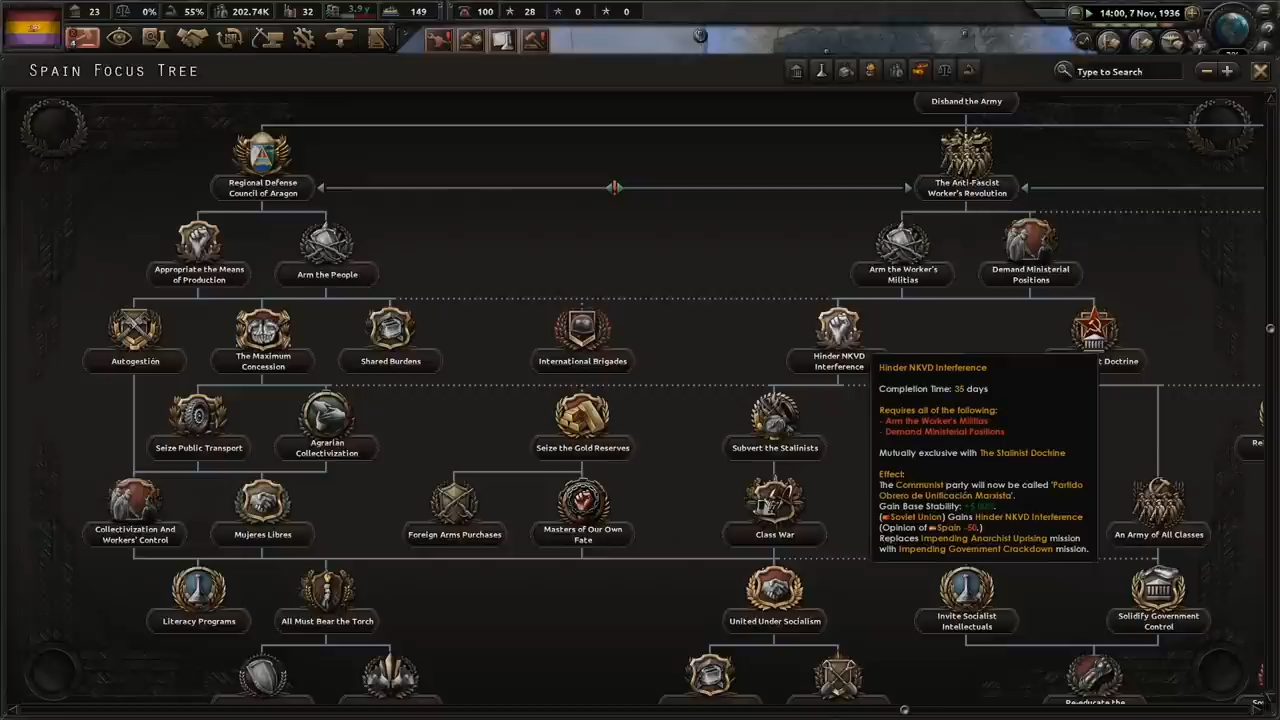 23 0% 55% 202.74K 32 3.9 y 149 100 28 0 0 14:00, 7 Nov, 1936
4
SPAIN FOCUS TREE
Type to Search
Disband the Army
Regional Defense
Council of Aragon
The Anti-Fascist
Worker's Revolution
Appropriate the Means
of Production
Arm the People
Arm the Worker's
Militias
Demand Ministerial
Positions
Autogestión
The Maximum
Concession
Shared Burdens
International Brigades
Hinder NKVD
Interference
t Doctrine
Hinder NKVD Interference
Completion Time: 35 days
Requires all of the following:
- Arm the Worker's Militias
- Demand Ministerial Positions
Mutually exclusive with The Stalinist Doctrine
Effect:
The Communist party will now be called 'Partido
Obrero de Unificación Marxista'.
Gain Base Stability:
(Soviet Union) Gains Hinder NKVD Interference
(Opinion of Spain -50.)
Replaces Impending Anarchist Uprising mission
with Impending Government Crackdown mission.
Seize Public Transport
Agrarian
Collectivization
Seize the Gold Reserves
Subvert the Stalinists
Collectivization And
Workers' Control
Mujeres Libres
Foreign Arms Purchases
Masters of Our Own
Fate
Class War
An Army of All Classes
Literacy Programs
All Must Bear the Torch
United Under Socialism
Invite Socialist
Intellectuals
Solidify Government
Control
Re-educate the